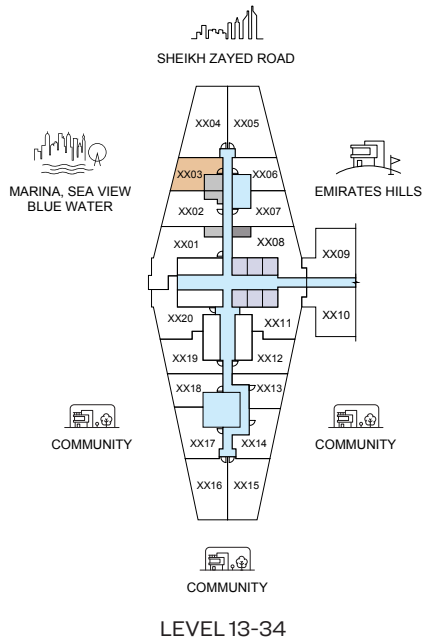 SHEIKH ZAYED ROAD
XX04
XX05
XX03
XX06
MARINA, SEA VIEW
BLUE WATER
EMIRATES HILLS
XX02
XX07
XX01
XX08
XX09
XX10
XX20
XX11
XX19
XX12
XX18
XX13
COMMUNITY
COMMUNITY
XX17
XX14
XX16
XX15
COMMUNITY
LEVEL 13-34